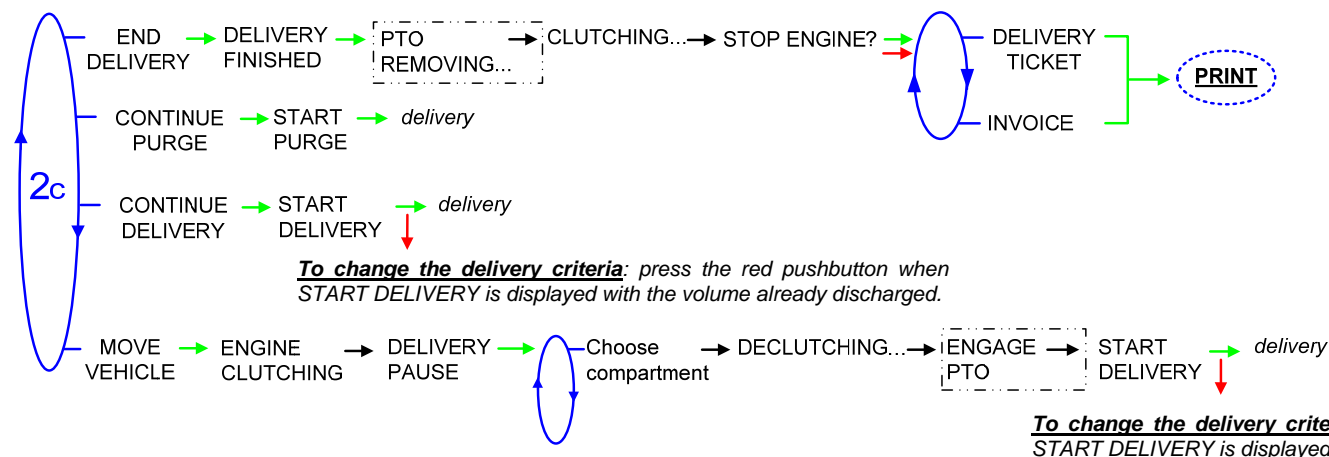 END DELIVERY
DELIVERY FINISHED
PTO REMOVING...
CLUTCHING...
STOP ENGINE?
DELIVERY TICKET
INVOICE
PRINT
2C
CONTINUE PURGE
START PURGE
delivery
CONTINUE DELIVERY
START DELIVERY
delivery
To change the delivery criteria: press the red pushbutton when
START DELIVERY is displayed with the volume already discharged.
MOVE VEHICLE
ENGINE CLUTCHING
DELIVERY PAUSE
Choose compartment
DECLUTCHING...
ENGAGE PTO
START DELIVERY
delivery
To change the delivery crite
START DELIVERY is displayed